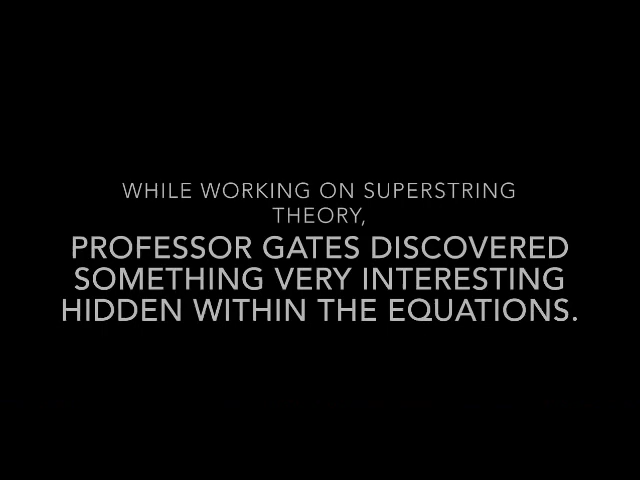 WHILE WORKING ON SUPERSTRING
THEORY,
PROFESSOR GATES DISCOVERED
SOMETHING VERY INTERESTING
HIDDEN WITHIN THE EQUATIONS.